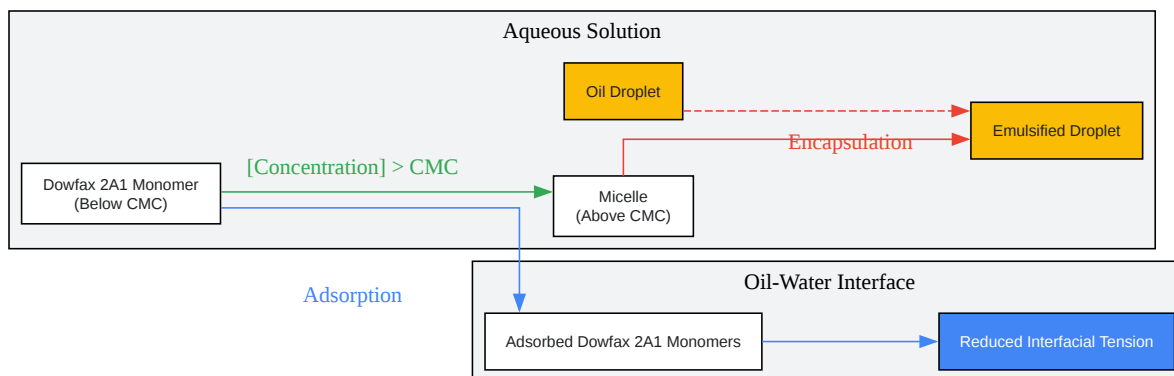 Aqueous Solution
Oil Droplet
Emulsified Droplet
Encapsulation
[Concentration] > CMC
Dowfax 2A1 Monomer
(Below CMC)
Micelle
(Above CMC)
Oil-Water Interface
Adsorption
Adsorbed Dowfax 2A1 Monomers
Reduced Interfacial Tension